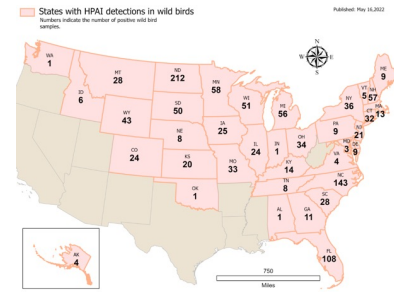 States with HPAI detections in wild birds
Published: May 16,2022
Numbers indicate the number of positive wild bird
samples.
N
W
E
S
WA
1
MT
28
ND
212
MN
58
ME
9
ID
6
SD
50
WI
51
MI
56
NY
36
VT
5
NH
57
MA
13
CT
32
WY
43
NE
8
IA
25
PA
9
NJ
21
IL
24
IN
1
OH
34
MD
3
DE
9
CO
24
KS
20
MO
33
KY
14
VA
4
OK
1
TN
8
NC
143
SC
28
AL
1
GA
11
FL
108
AK
4
750
Miles